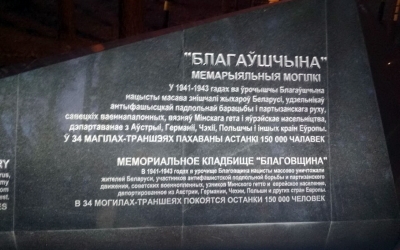 "БЛАГАЎШЧЫНА"
МЕМАРЫЯЛЬНЫЯ МОГІЛКІ
У 1941-1943 гадах ва ўрочышчы Благаўшчына
нацысты масава знішчалі жыхароў Беларусі, удзельнікаў
антыфашысцкай падпольнай барацьбы і партызанскага руху,
савецкіх ваеннапалонных, вязняў Мінскага гета і яўрэйскае насельніцтва,
дэпартаванае з Аўстрыі, Германіі, Чэхіі, Польшчы і іншых краін Еўропы.
У 34 МАГІЛАХ-ТРАНШЭЯХ ПАХАВАНЫ АСТАНКІ 150 000 ЧАЛАВЕК
МЕМОРИАЛЬНОЕ КЛАДБИЩЕ "БЛАГОВЩИНА"
В 1941-1943 годах в урочище Благовщина нацисты массово уничтожали
жителей Беларуси, участников антифашистской подпольной борьбы и партизанского
движения, советских военнопленных, узников Минского гетто и еврейское население,
депортированное из Австрии, Германии, Чехии, Польши и других стран Европы.
В 34 МОГИЛАХ-ТРАНШЕЯХ ПОКОЯТСЯ ОСТАНКИ 150 000 ЧЕЛОВЕК
RY